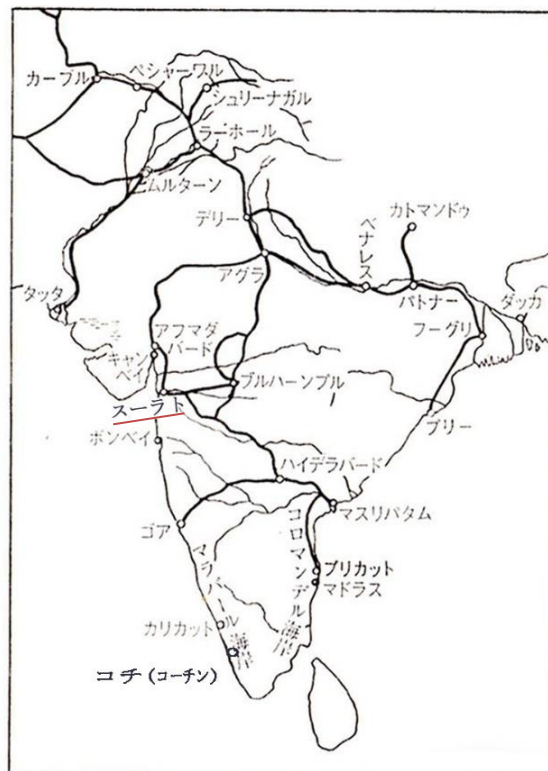 カーブル
ペシャーワル
シュリーナガル
ラーホール
ムルターン
デリー
カトマンドゥ
ベナレス
アグラ
パトナー
ダッカ
タッタ
フーグリ
アフマダ
バード
キャン
ベイ
ブルハーンプル
スーラト
プリー
ボンベイ
ハイデラバード
マスリパタム
ゴア
コロマンデル海岸
マラバール海岸
プリカット
マドラス
カリカット
コチ(コーチン)